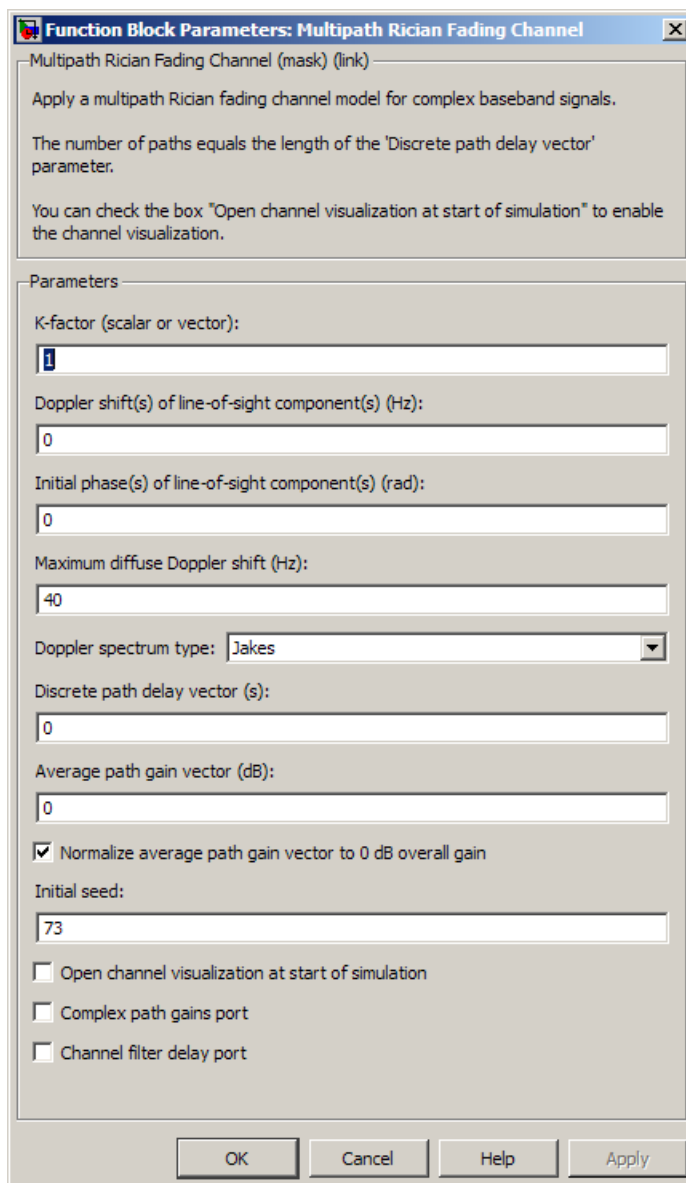 Function Block Parameters: Multipath Rician Fading Channel
Multipath Rician Fading Channel (mask) (link)
Apply a multipath Rician fading channel model for complex baseband signals.
The number of paths equals the length of the 'Discrete path delay vector'
parameter.
You can check the box "Open channel visualization at start of simulation" to enable
the channel visualization.
Parameters
K-factor (scalar or vector):
1
Doppler shift(s) of line-of-sight component(s) (Hz):
0
Initial phase(s) of line-of-sight component(s) (rad):
0
Maximum diffuse Doppler shift (Hz):
40
Doppler spectrum type: Jakes
Discrete path delay vector (s):
0
Average path gain vector (dB):
0
Normalize average path gain vector to 0 dB overall gain
Initial seed:
73
Open channel visualization at start of simulation
Complex path gains port
Channel filter delay port
OK Cancel Help Apply